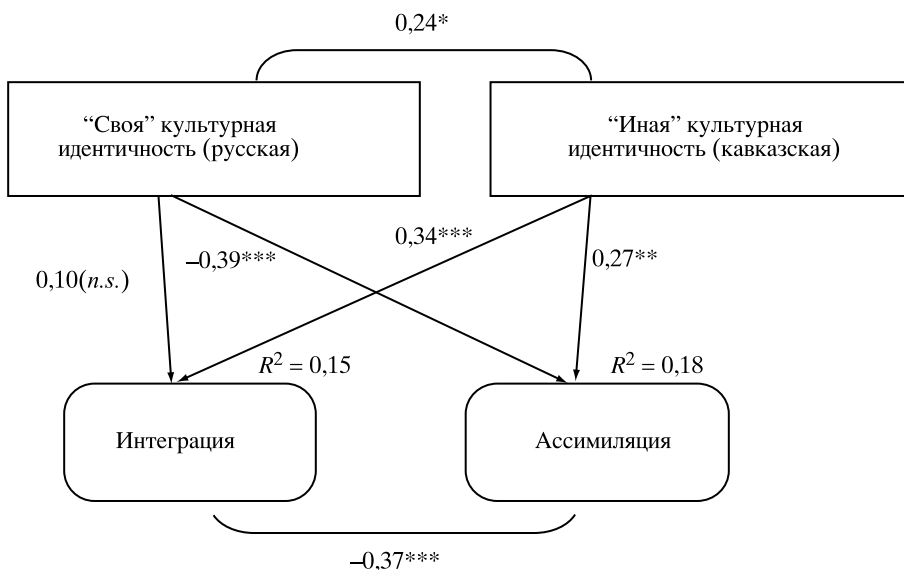 0,24*
“Своя” культурная
идентичность (русская)
“Иная” культурная
идентичность (кавказская)
0,34***
–0,39***
0,27**
0,10(n.s.)
R² = 0,15
R² = 0,18
Интеграция
Ассимиляция
–0,37***